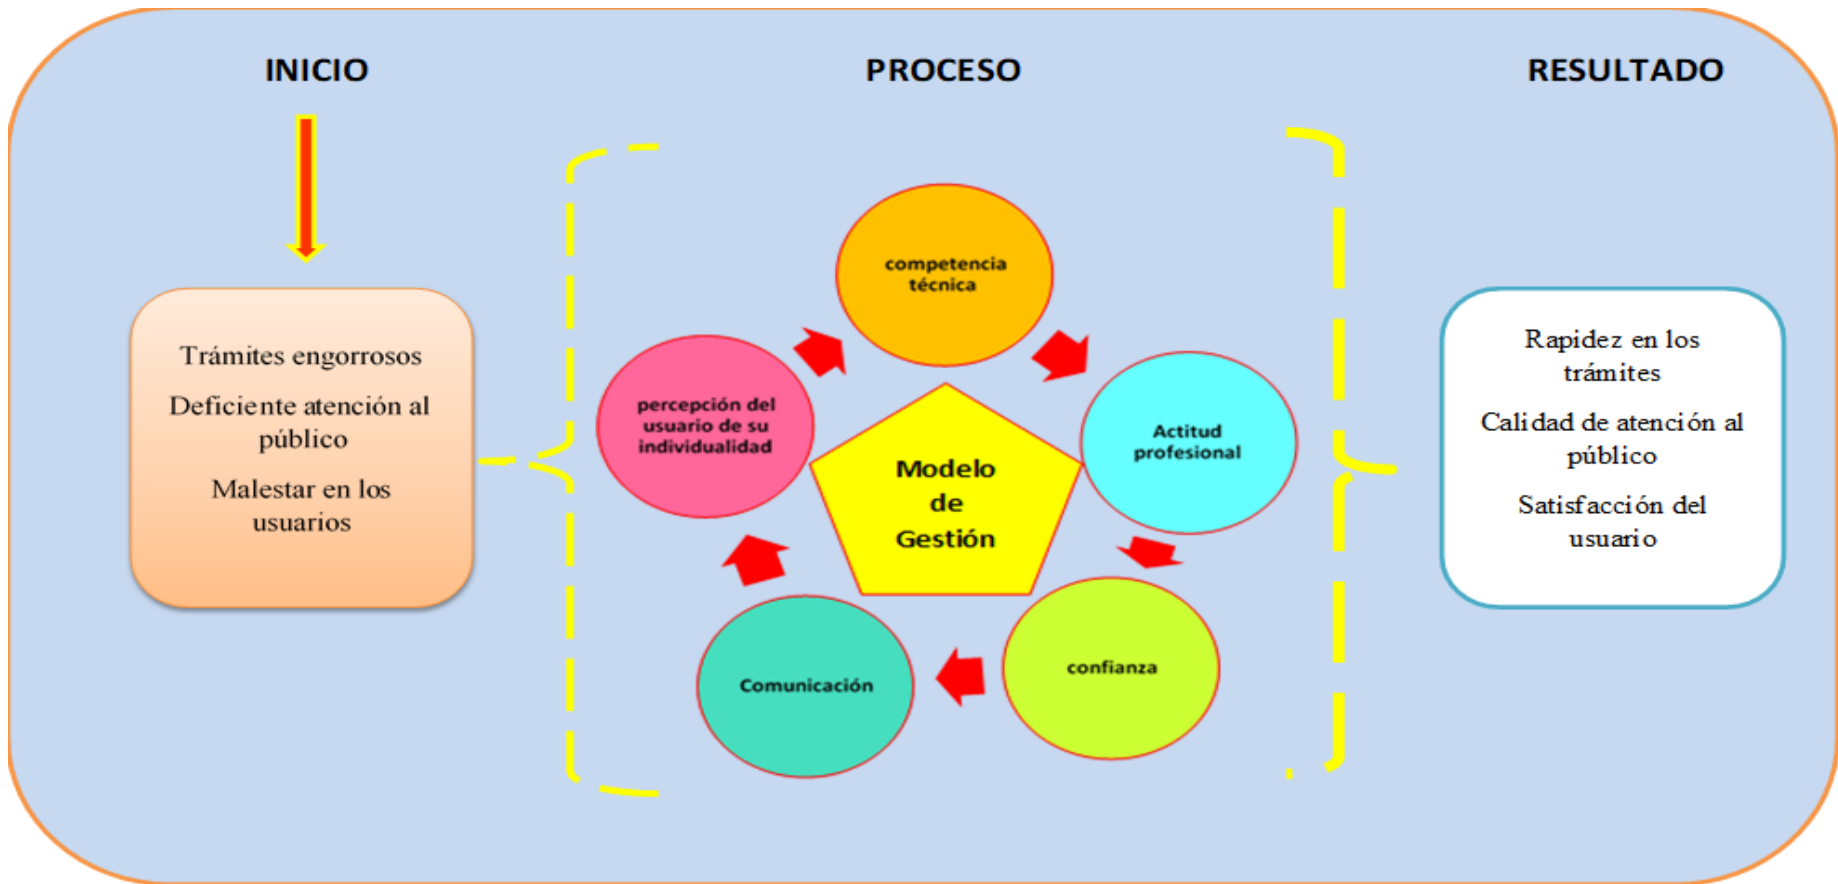 INICIO
PROCESO
RESULTADO
Trámites engorrosos
Deficiente atención al
público
Malestar en los
usuarios
competencia
técnica
percepción del
usuario de su
individualidad
Actitud
profesional
Modelo
de
Gestión
Comunicación
confianza
Rapidez en los
trámites
Calidad de atención al
público
Satisfacción del
usuario